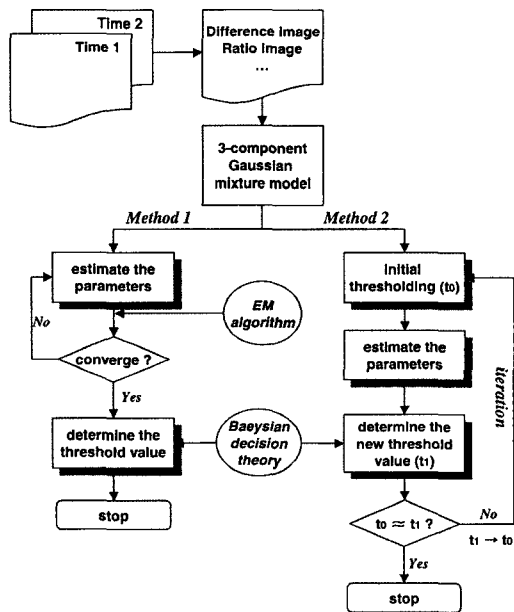 Time 2
Time 1
Difference image
Ratio image
...
3-component
Gaussian
mixture model
Method 1
Method 2
estimate the
parameters
No
EM
algorithm
converge ?
Yes
determine the
threshold value
stop
Baeysian
decision
theory
initial
thresholding (t0)
estimate the
parameters
iteration
determine the
new threshold
value (t1)
t0 ≈ t1 ?
No
t1 → t0
Yes
stop